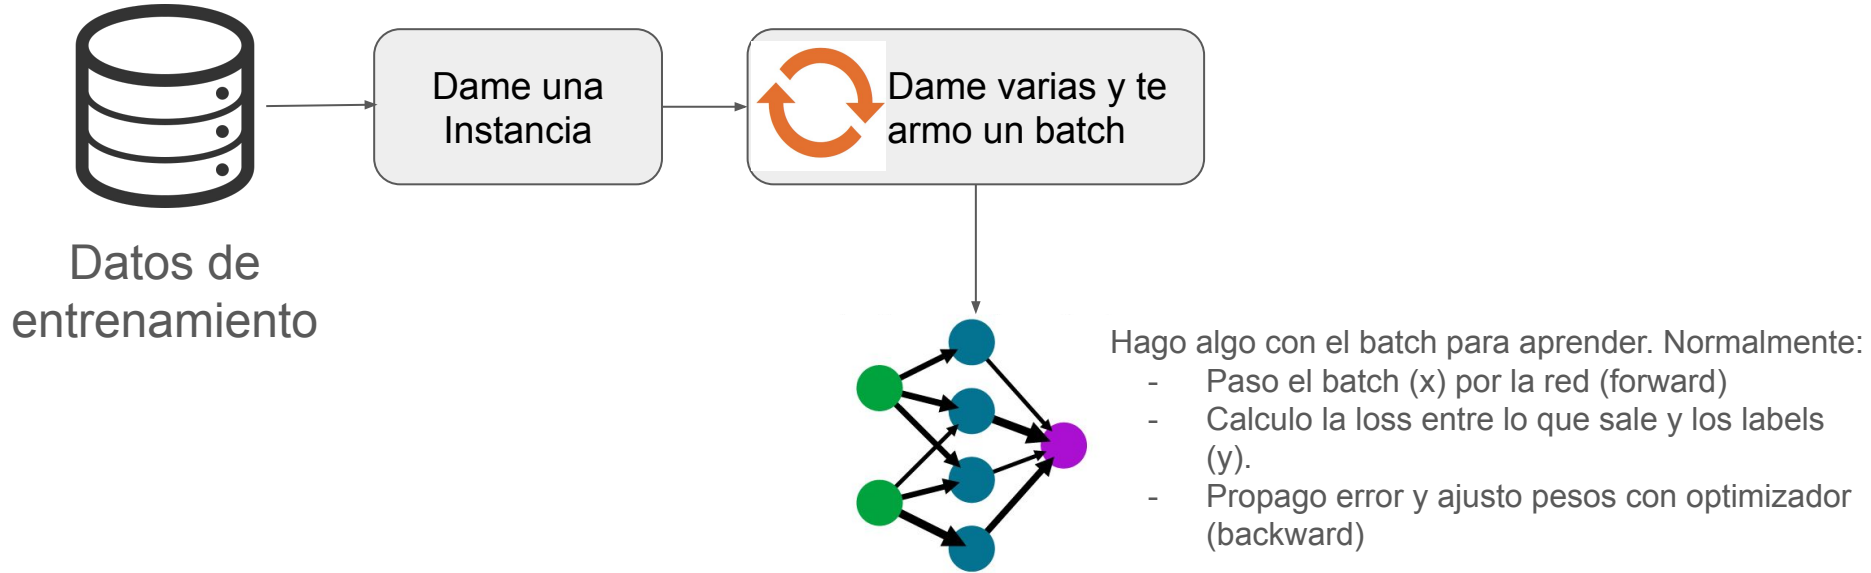 Dame una
Instancia
Dame varias y te
armo un batch
Datos de
entrenamiento
Hago algo con el batch para aprender. Normalmente:
- Paso el batch (x) por la red (forward)
- Calculo la loss entre lo que sale y los labels
(y).
- Propago error y ajusto pesos con optimizador
(backward)